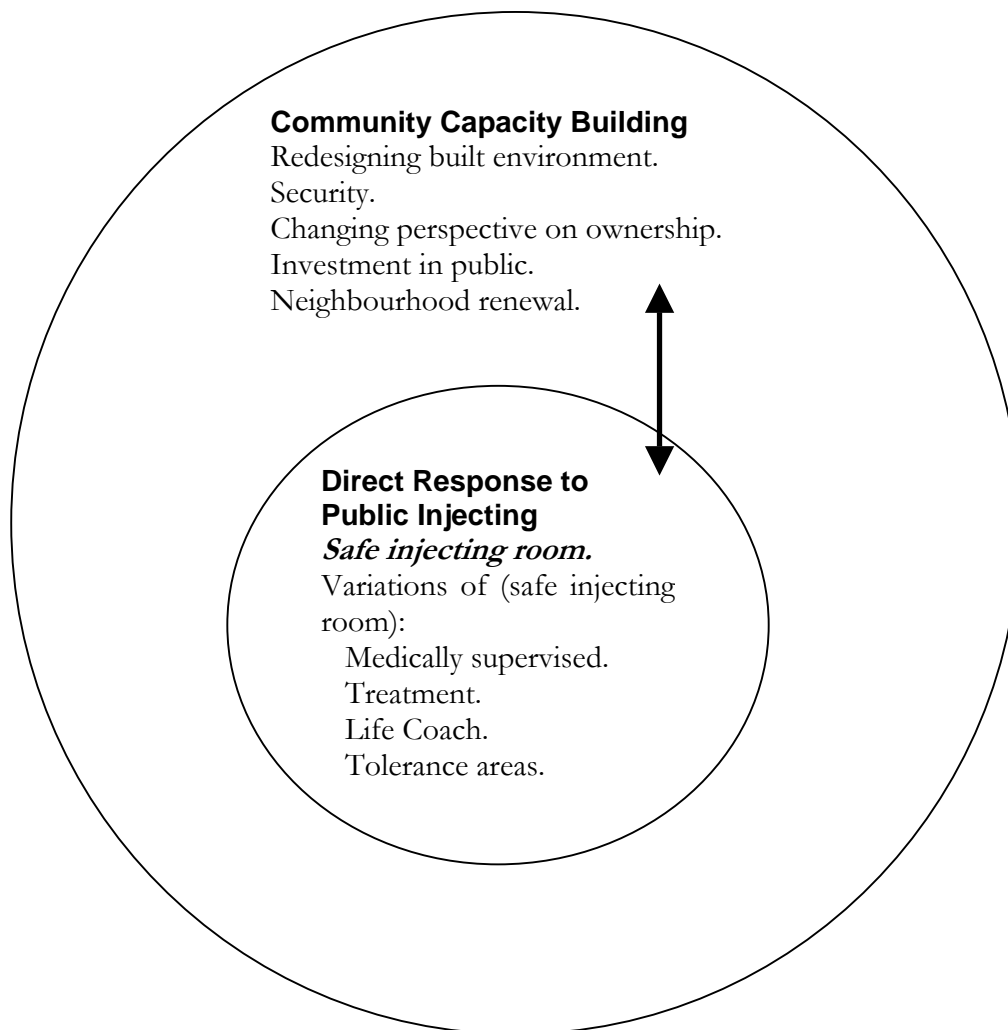 Community Capacity Building
Redesigning built environment.
Security.
Changing perspective on ownership.
Investment in public.
Neighbourhood renewal.
Direct Response to
Public Injecting
Safe injecting room.
Variations of (safe injecting
room):
Medically supervised.
Treatment.
Life Coach.
Tolerance areas.